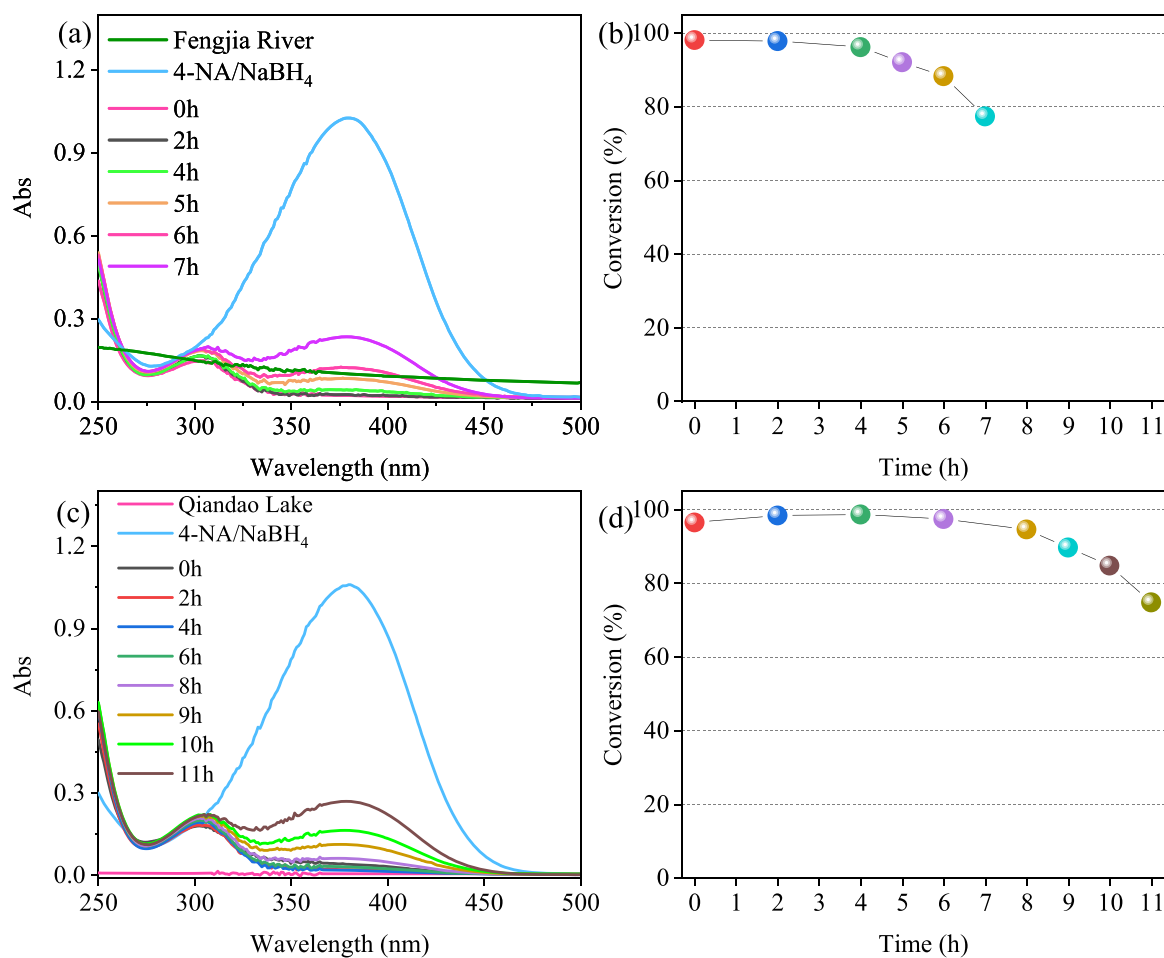 (a)
Fengjia River
4-NA/NaBH4
0h
2h
4h
5h
6h
7h
Abs
1.2
0.9
0.6
0.3
0.0
250 300 350 400 450 500
Wavelength (nm)
(b)
Conversion (%)
100
80
60
40
20
0
0 1 2 3 4 5 6 7 8 9 10 11
Time (h)
(c)
Qiandao Lake
4-NA/NaBH4
0h
2h
4h
6h
8h
9h
10h
11h
Abs
1.2
0.9
0.6
0.3
0.0
250 300 350 400 450 500
Wavelength (nm)
(d)
Conversion (%)
100
80
60
40
20
0
0 1 2 3 4 5 6 7 8 9 10 11
Time (h)